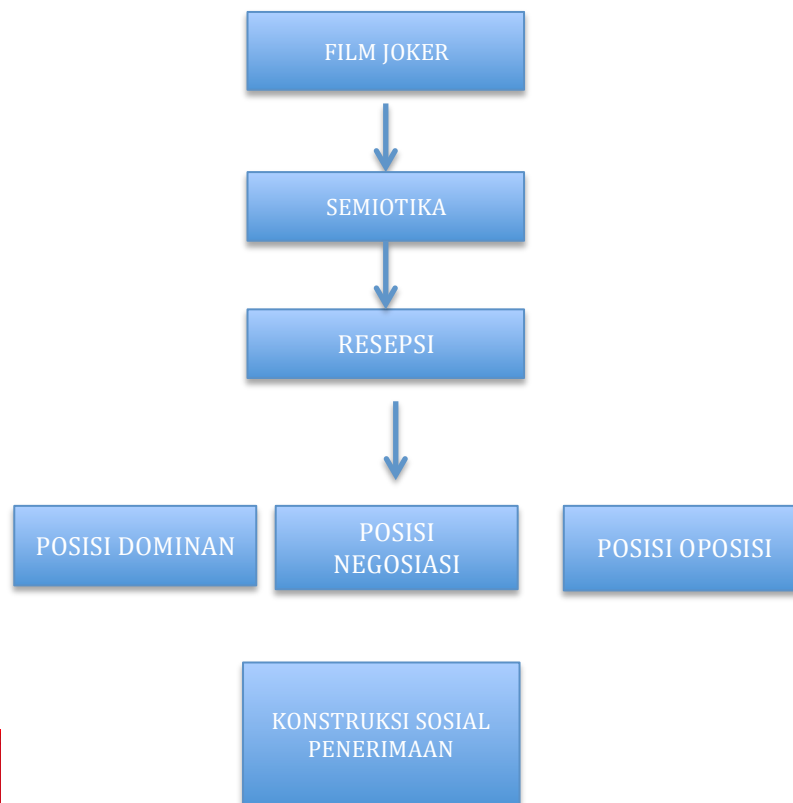 FILM JOKER
SEMIOTIKA
RESEPSI
POSISI DOMINAN
POSISI
NEGOSIASI
POSISI OPOSISI
KONSTRUKSI SOSIAL
PENERIMAAN